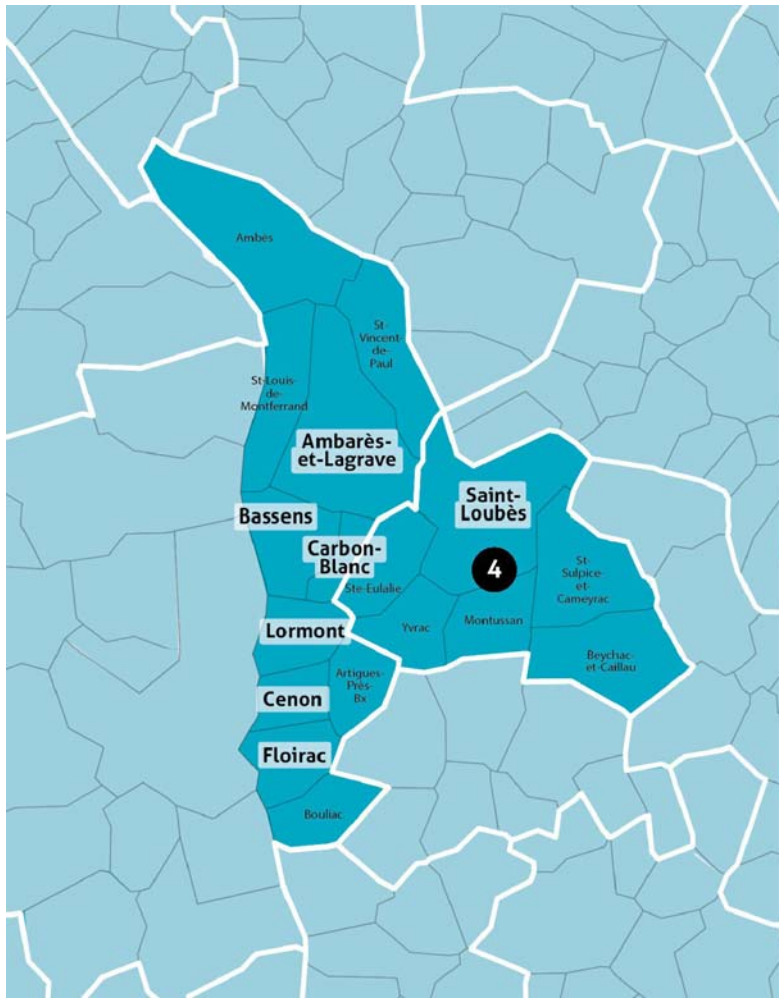 Ambès
St-
Vincent-
de-
Paul
St-Louis-
de-
Montferrand
Ambarès-
et-Lagrave
Saint-
Loubès
Bassens
Carbon-
Blanc
4
St-
Sulpice-
et-
Cameyrac
Ste-Eulalie
Lormont
Yvrac
Montussan
Beychac-
et-Caillau
Artigues-
Près-
Bx
Cenon
Floirac
Bouliac